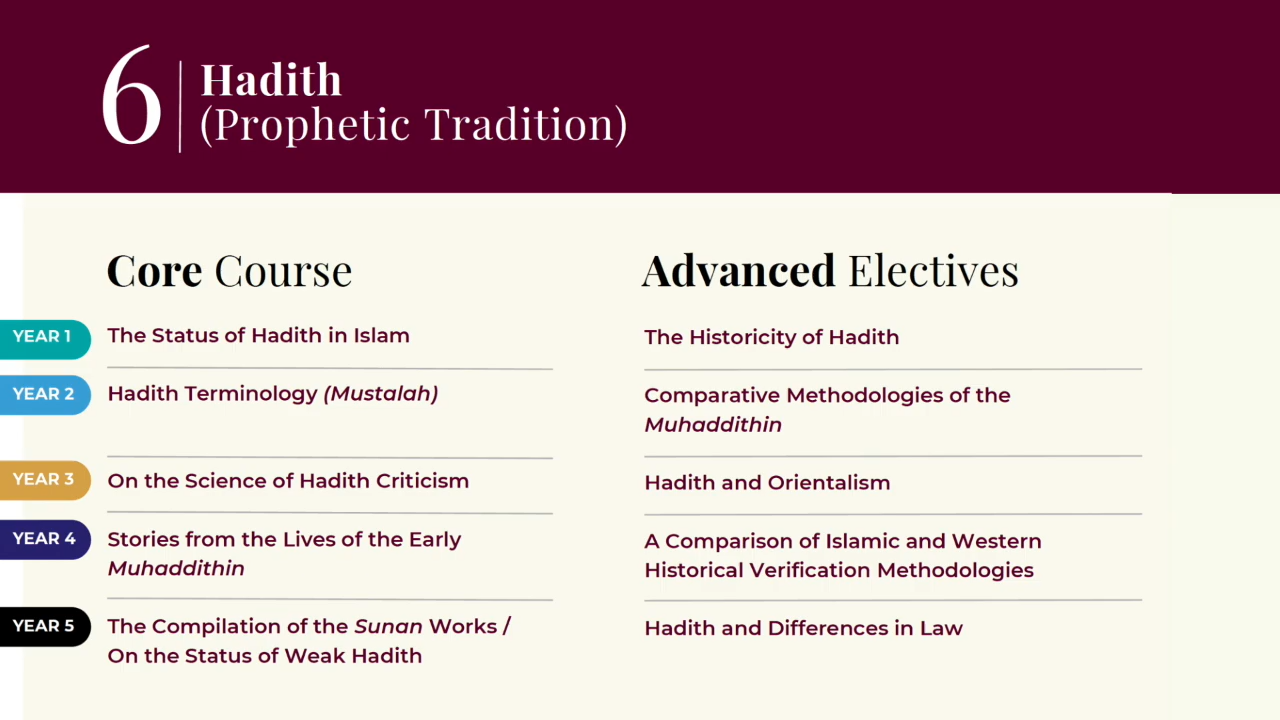 6
Hadith
(Prophetic Tradition)
Core Course
YEAR 1
The Status of Hadith in Islam
YEAR 2
Hadith Terminology (Mustalah)
YEAR 3
On the Science of Hadith Criticism
YEAR 4
Stories from the Lives of the Early
Muhaddithin
YEAR 5
The Compilation of the Sunan Works /
On the Status of Weak Hadith
Advanced Electives
The Historicity of Hadith
Comparative Methodologies of the
Muhaddithin
Hadith and Orientalism
A Comparison of Islamic and Western
Historical Verification Methodologies
Hadith and Differences in Law